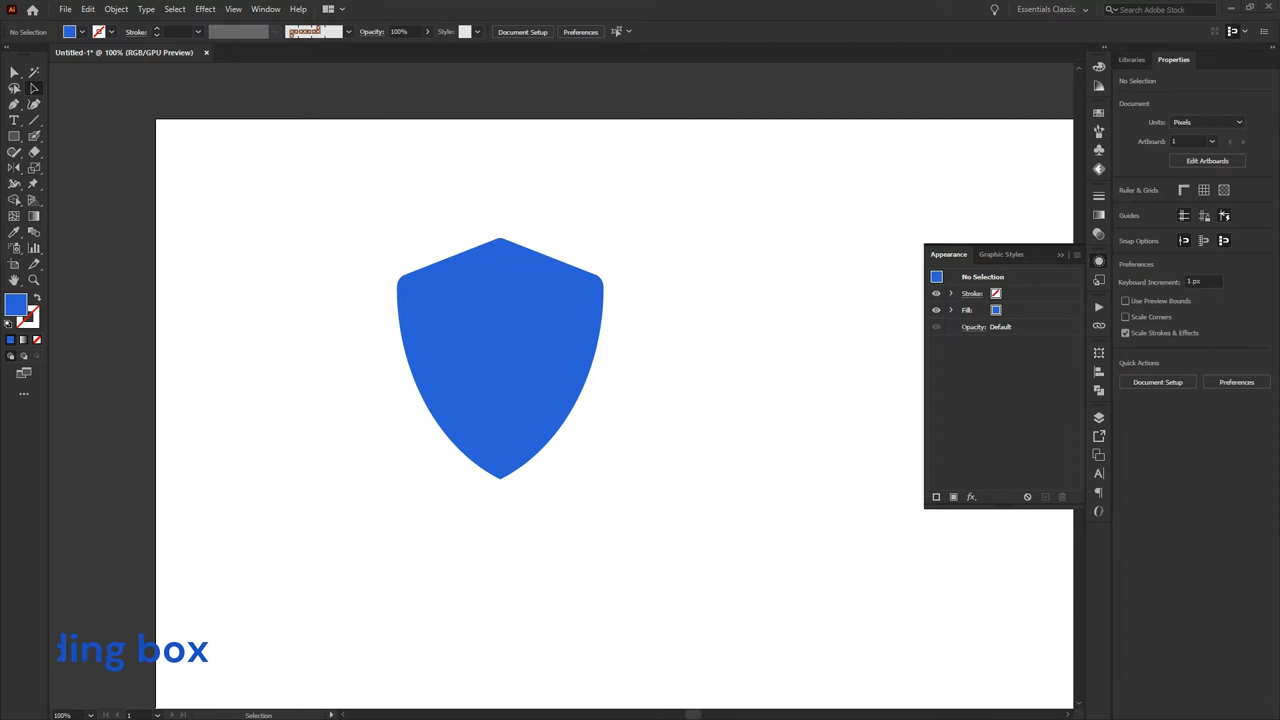 Ai File Edit Object Type Select Effect View Window Help Essentials Classic Search Adobe Stock
No Selection Stroke: Opacity: 100% Style: Document Setup Preferences
Untitled-1* @ 100% (RGB/GPU Preview) ×
Libraries Properties
No Selection
Document
Units: Pixels
Artboard: 1
Edit Artboards
Ruler & Grids
Guides
Snap Options
Preferences
Keyboard Increment: 1 px
Use Preview Bounds
Scale Corners
Scale Strokes & Effects
Quick Actions
Document Setup Preferences
Appearance Graphic Styles
No Selection
Stroke:
Fill:
Opacity: Default
fx
ding box
100% 1 Selection